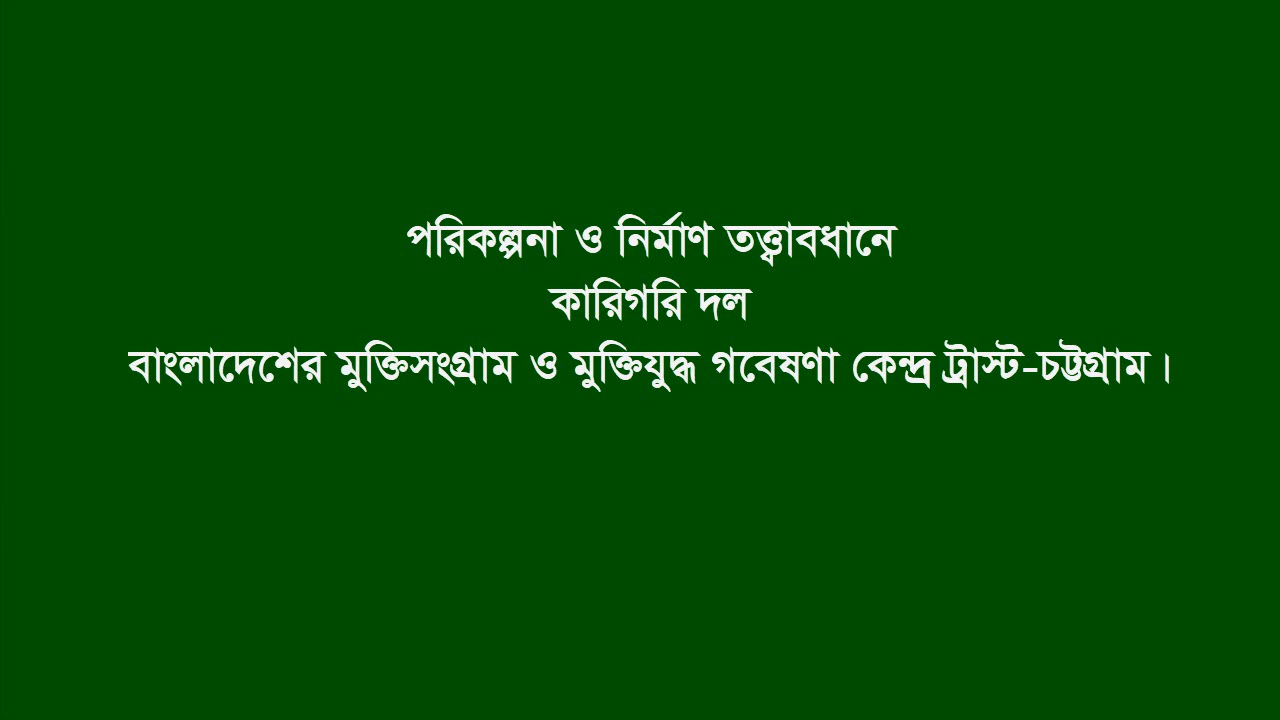 পরিকল্পনা ও নির্মাণ তত্ত্বাবধানে
কারিগরি দল
বাংলাদেশের মুক্তিসংগ্রাম ও মুক্তিযুদ্ধ গবেষণা কেন্দ্র ট্রাস্ট-চট্টগ্রাম।